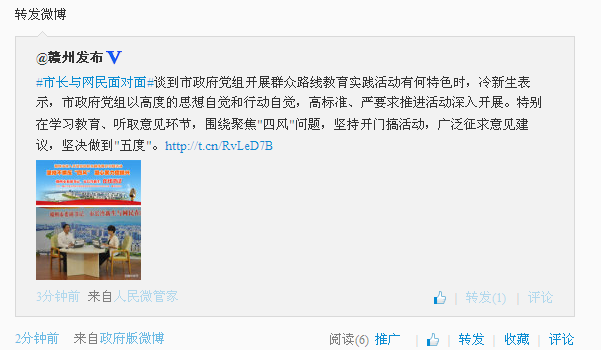 转发微博
@赣州发布
#市长与网民面对面#谈到市政府党组开展群众路线教育实践活动有何特色时，冷新生表
示，市政府党组以高度的思想自觉和行动自觉，高标准、严要求推进活动深入开展。特别
在学习教育、听取意见环节，围绕聚焦"四风"问题，坚持开门搞活动，广泛征求意见建
议，坚决做到"五度"。http://t.cn/RvLeD7B
3分钟前 来自人民微管家
转发(1) | 评论
2分钟前 来自政府版微博
阅读(6) 推广 | 转发 | 收藏 | 评论